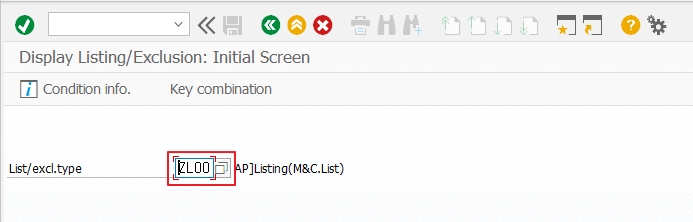 Display Listing/Exclusion: Initial Screen
Condition info. Key combination
List/excl.type ZL00 AP]Listing(M&C.List)